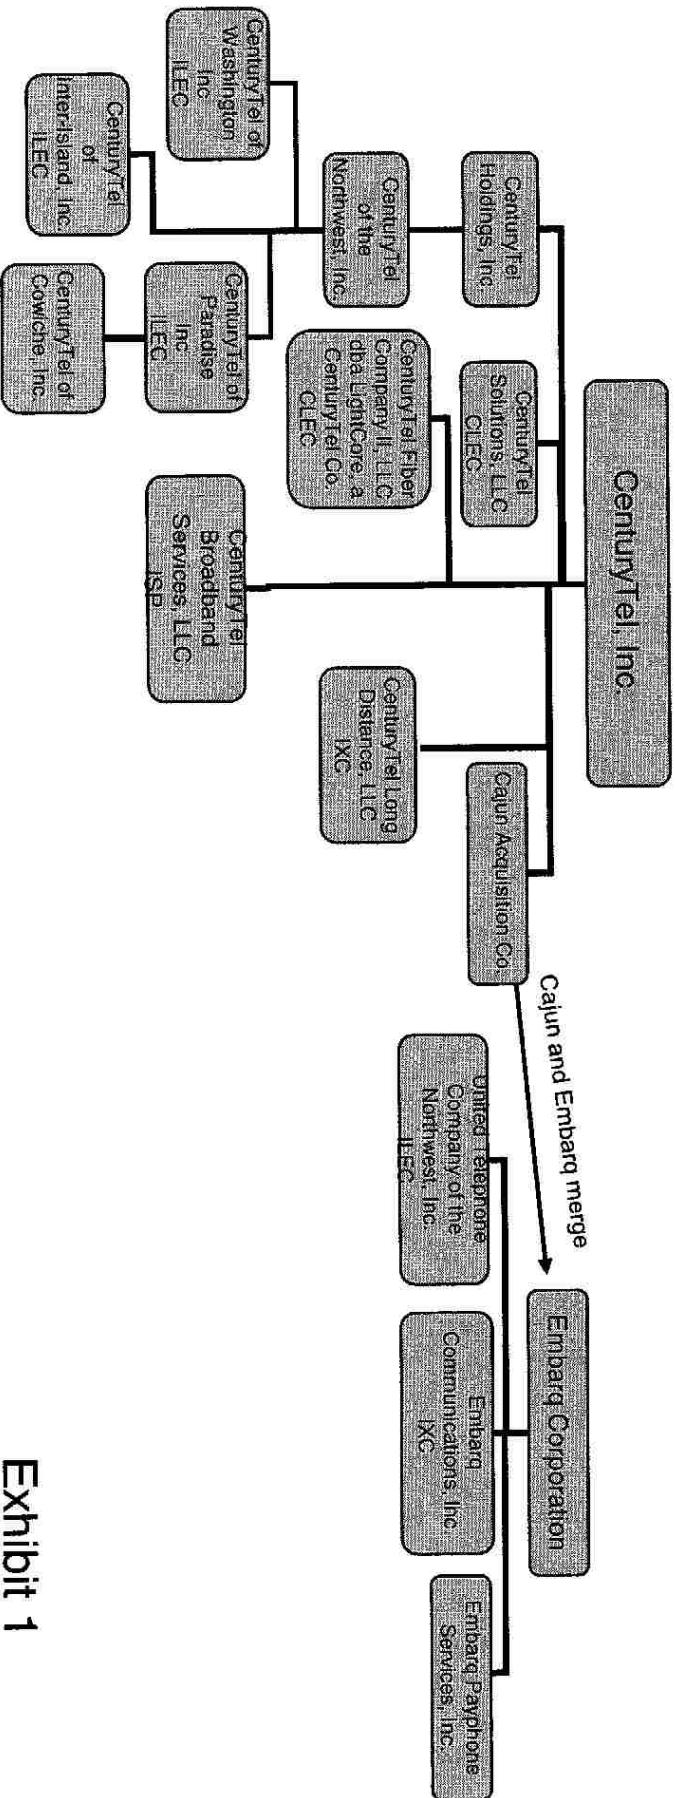 CenturyTel, Inc.
CenturyTel
Holdings, Inc
CenturyTel
Solutions, LLC
CLEC
Cajun Acquisition Co.
Cajun and Embarq merge
Embarq Corporation
CenturyTel
of the
Northwest, Inc.
CenturyTel Fiber
Company II, LLC
dba LightCore, a
CenturyTel Co.
CLEC
CenturyTel Long
Distance, LLC
IXC
United Telephone
Company of the
Northwest, Inc.
ILEC
Embarq
Communications, Inc.
IXC
Embarq Payphone
Services, Inc.
CenturyTel of
Washington
Inc
ILEC
CenturyTel of
Paradise
Inc
ILEC
CenturyTel
Broadband
Services, LLC
ISP
CenturyTel
of
Inter-Island, Inc.
ILEC
CenturyTel of
Cowiche, Inc.
Exhibit 1